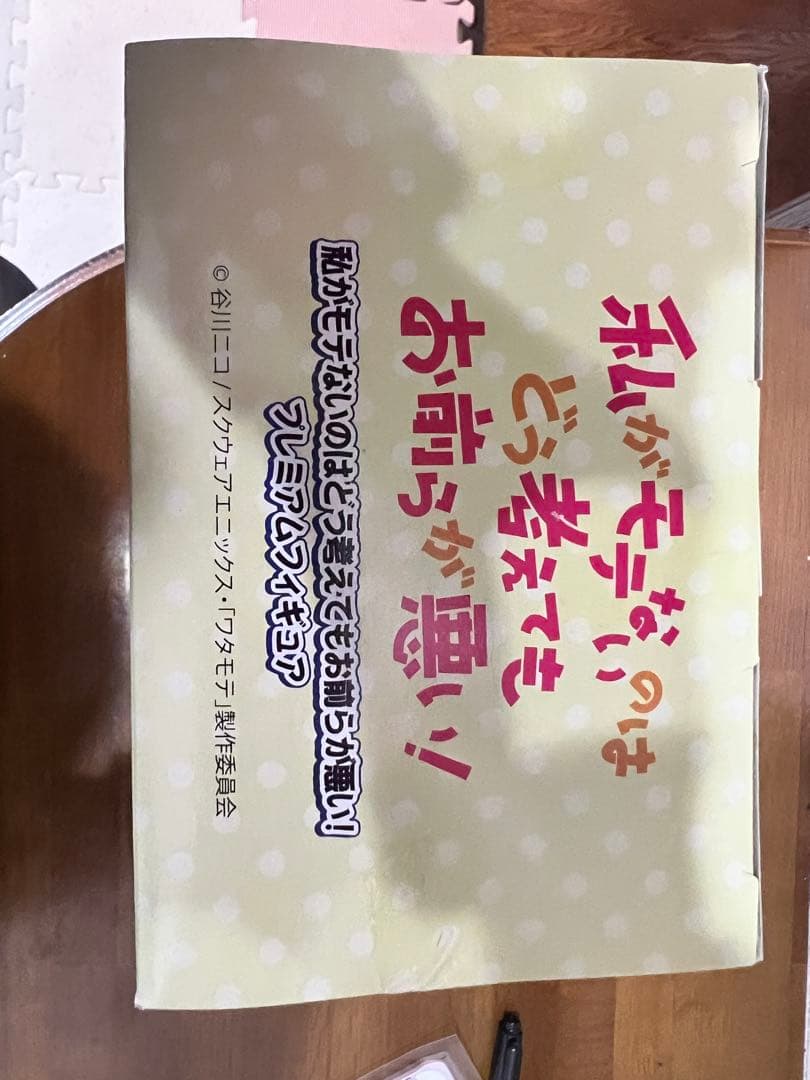 私がモテないのは
どう考えても
お前らが悪い!
私がモテないのはどう考えてもお前らが悪い!
プレミアムフィギュア
© 谷川ニコ / スクウェアエニックス・「ワタモテ」製作委員会